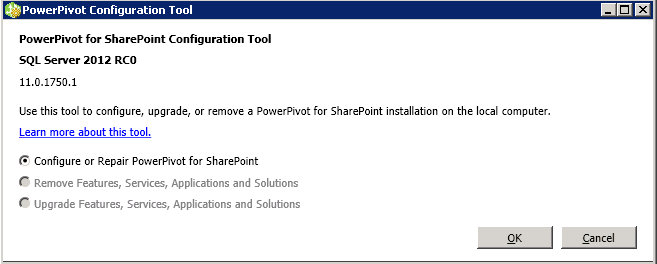 PowerPivot Configuration Tool
PowerPivot for SharePoint Configuration Tool
SQL Server 2012 RC0
11.0.1750.1
Use this tool to configure, upgrade, or remove a PowerPivot for SharePoint installation on the local computer.
Learn more about this tool.
Configure or Repair PowerPivot for SharePoint
Remove Features, Services, Applications and Solutions
Upgrade Features, Services, Applications and Solutions
OK Cancel